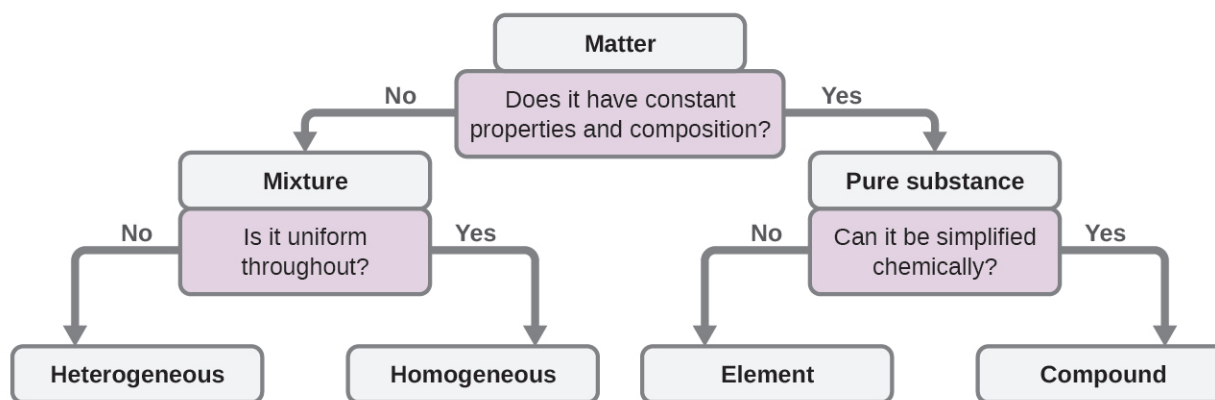 Matter
No
Does it have constant
properties and composition?
Yes
Mixture
Pure substance
No
Is it uniform
throughout?
Yes
No
Can it be simplified
chemically?
Yes
Heterogeneous
Homogeneous
Element
Compound